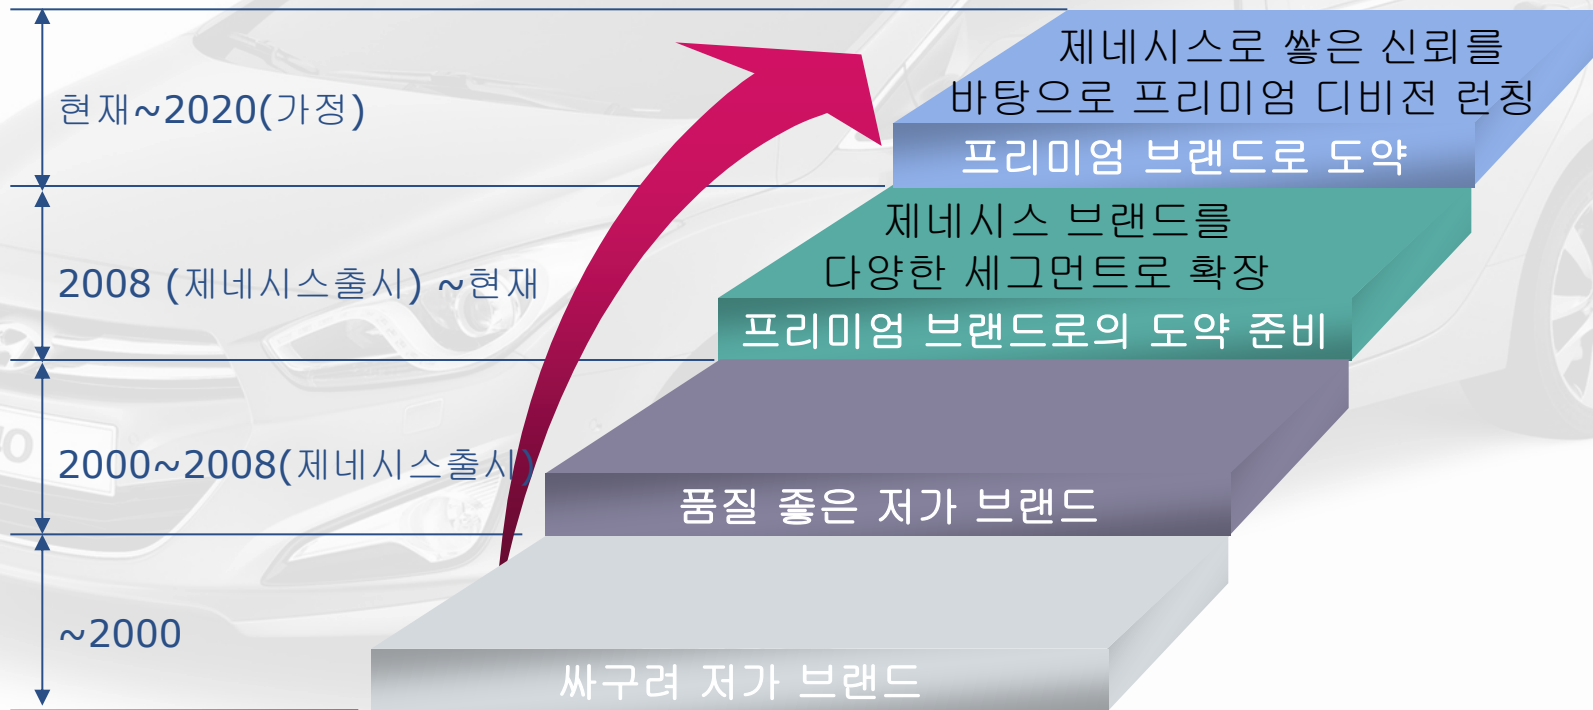 현재~2020(가정)
제네시스로 쌓은 신뢰를
바탕으로 프리미엄 디비전 런칭
프리미엄 브랜드로 도약
2008 (제네시스출시) ~현재
제네시스 브랜드를
다양한 세그먼트로 확장
프리미엄 브랜드로의 도약 준비
2000~2008(제네시스출시)
품질 좋은 저가 브랜드
~2000
싸구려 저가 브랜드